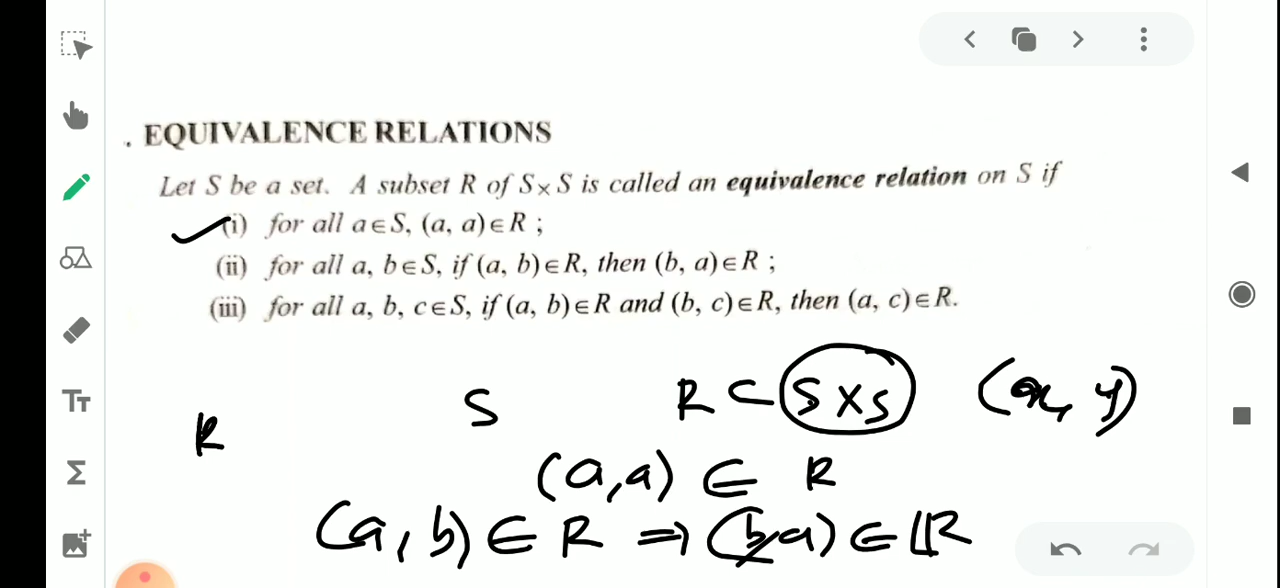 . EQUIVALENCE RELATIONS
Let S be a set. A subset R of S×S is called an equivalence relation on S if
(i) for all a∈S, (a, a)∈R ;
(ii) for all a, b∈S, if (a, b)∈R, then (b, a)∈R ;
(iii) for all a, b, c∈S, if (a, b)∈R and (b, c)∈R, then (a, c)∈R.
R S R ⊂ S×S (x, y)
(a,a) ∈ R
(a,b) ∈ R ⇒ (b,a) ∈ R